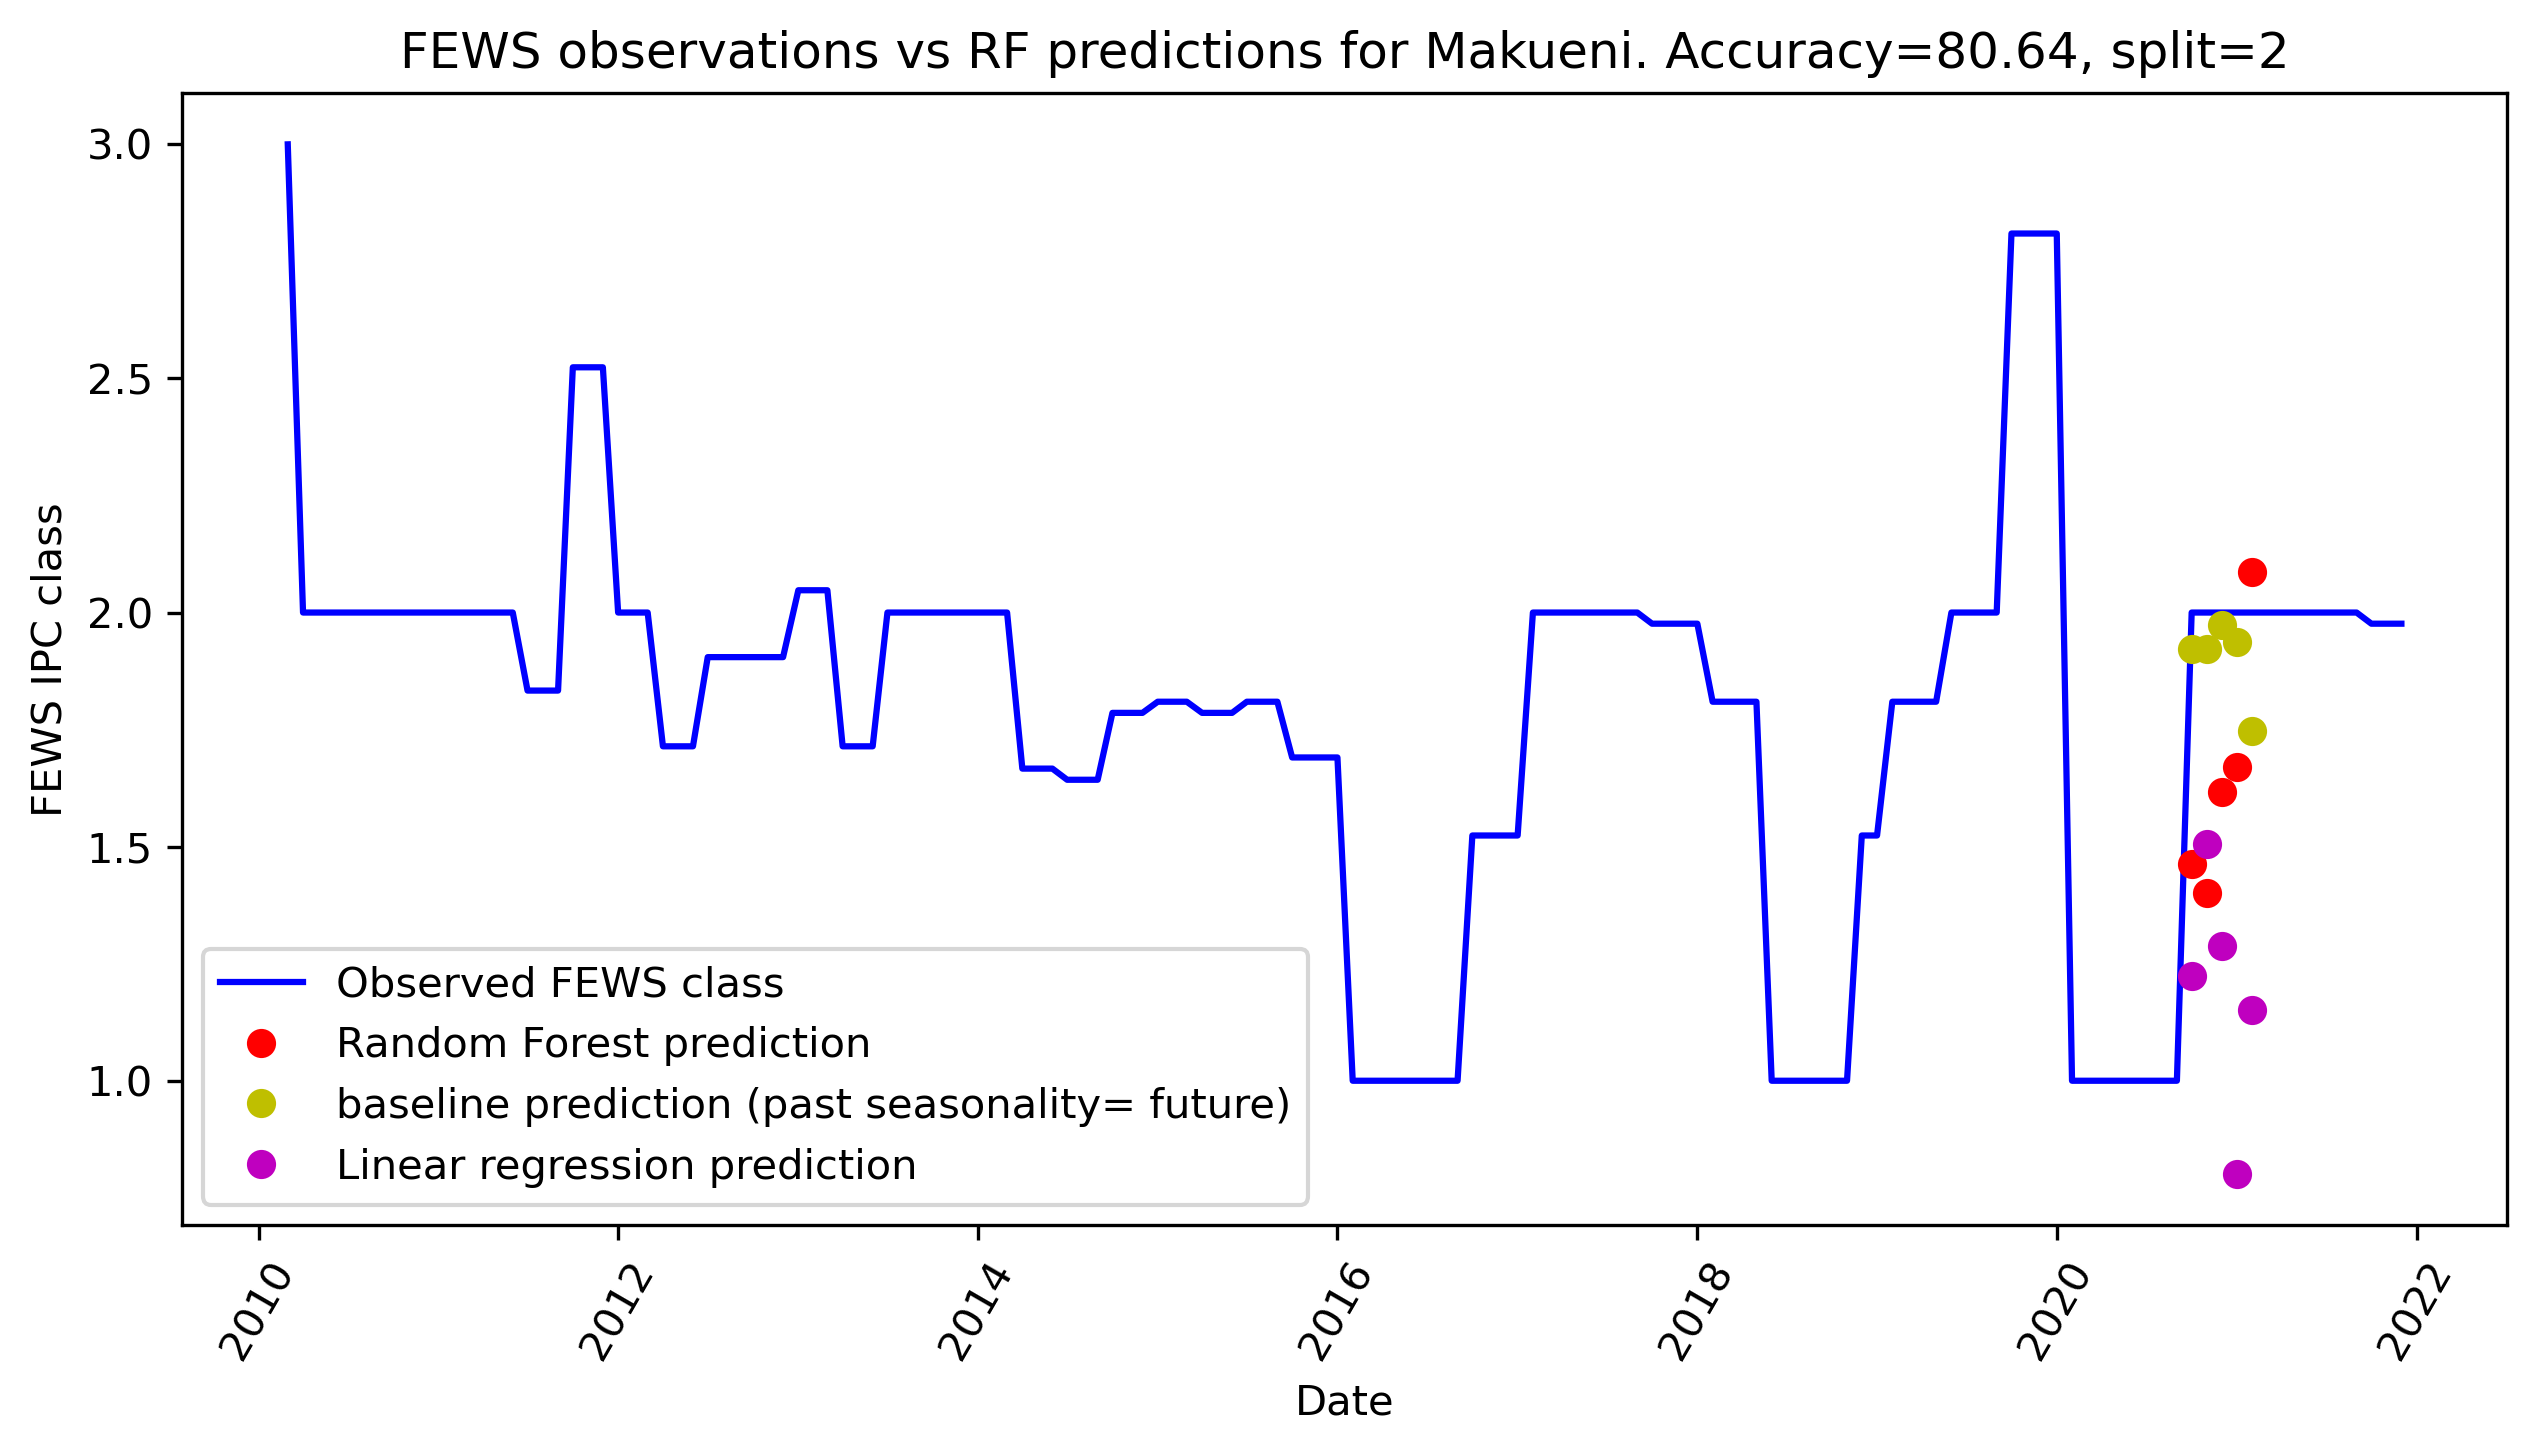 FEWS observations vs RF predictions for Makueni. Accuracy=80.64, split=2
FEWS IPC class
3.0
2.5
2.0
1.5
1.0
Observed FEWS class
Random Forest prediction
baseline prediction (past seasonality= future)
Linear regression prediction
2010
2012
2014
2016
2018
2020
2022
Date